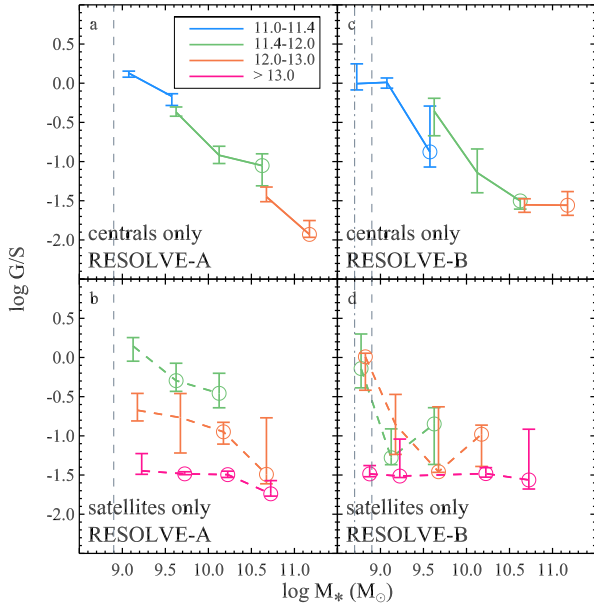 a
11.0-11.4
11.4-12.0
12.0-13.0
> 13.0
c
0.5
0.0
-0.5
-1.0
-1.5
-2.0
centrals only
RESOLVE-A
centrals only
RESOLVE-B
log G/S
b
d
0.5
0.0
-0.5
-1.0
-1.5
-2.0
satellites only
RESOLVE-A
satellites only
RESOLVE-B
9.0 9.5 10.0 10.5 11.0 9.0 9.5 10.0 10.5 11.0
log M* (M☉)